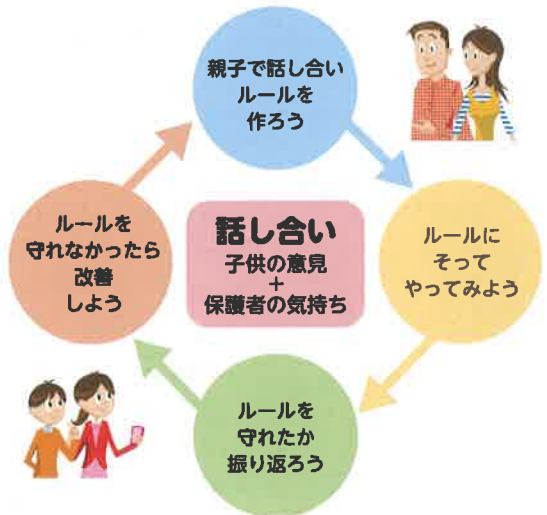 親子で話し合い
ルールを
作ろう
ルールに
そって
やってみよう
ルールを
守れたか
振り返ろう
ルールを
守れなかったら
改善
しよう
話し合い
子供の意見
+
保護者の気持ち